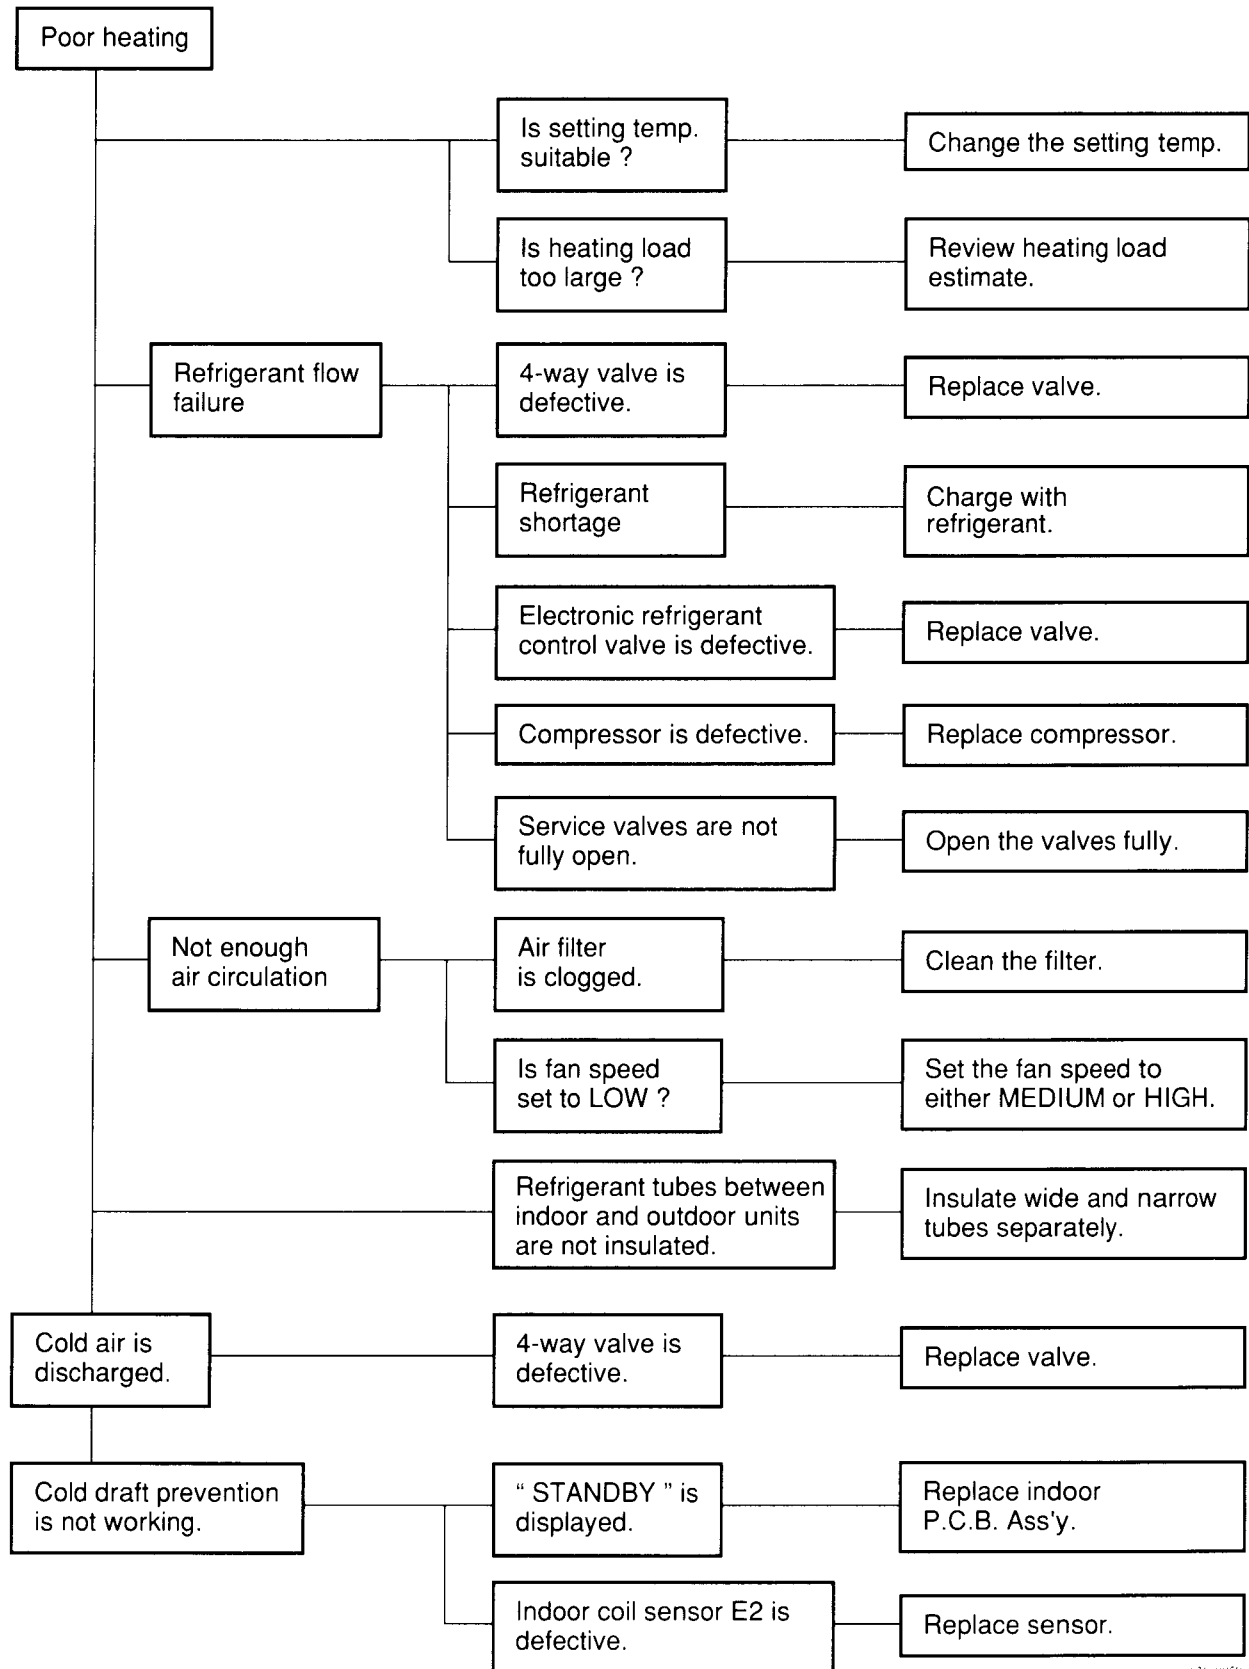 Poor heating
Is setting temp.
suitable ?
Change the setting temp.
Is heating load
too large ?
Review heating load
estimate.
Refrigerant flow
failure
4-way valve is
defective.
Replace valve.
Refrigerant
shortage
Charge with
refrigerant.
Electronic refrigerant
control valve is defective.
Replace valve.
Compressor is defective.
Replace compressor.
Service valves are not
fully open.
Open the valves fully.
Not enough
air circulation
Air filter
is clogged.
Clean the filter.
Is fan speed
set to LOW ?
Set the fan speed to
either MEDIUM or HIGH.
Refrigerant tubes between
indoor and outdoor units
are not insulated.
Insulate wide and narrow
tubes separately.
Cold air is
discharged.
4-way valve is
defective.
Replace valve.
Cold draft prevention
is not working.
“ STANDBY ” is
displayed.
Replace indoor
P.C.B. Ass'y.
Indoor coil sensor E2 is
defective.
Replace sensor.